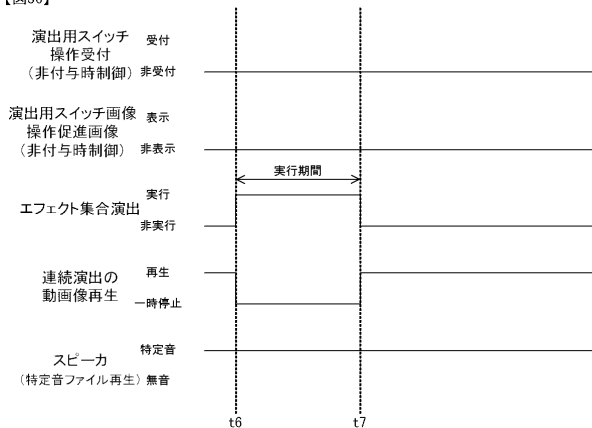 【図30】
演出用スイッチ
操作受付
(非付与時制御)
受付
非受付
演出用スイッチ画像
操作促進画像
(非付与時制御)
表示
非表示
実行期間
エフェクト集合演出
実行
非実行
連続演出の
動画像再生
再生
一時停止
スピーカ
(特定音ファイル再生)
特定音
無音
t6
t7